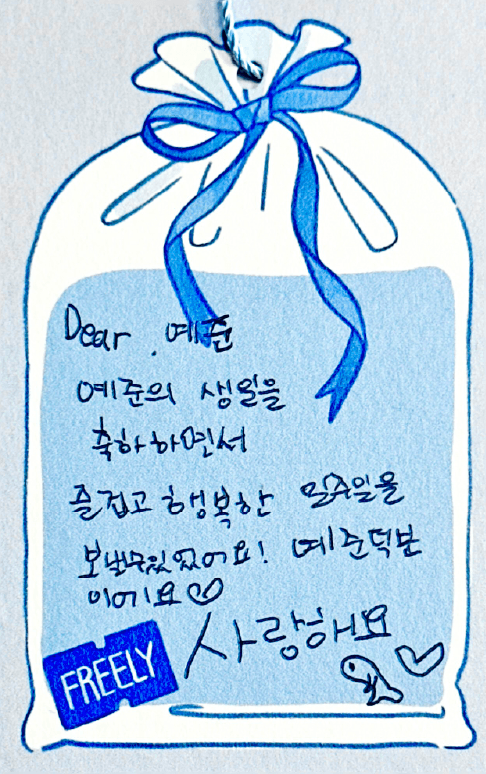 Dear. 예준
예준의 생일을
축하하면서
즐겁고 행복한 일주일을
보낼수있었어요! 예준덕분
이에요♡
사랑해요
♡
FREELY